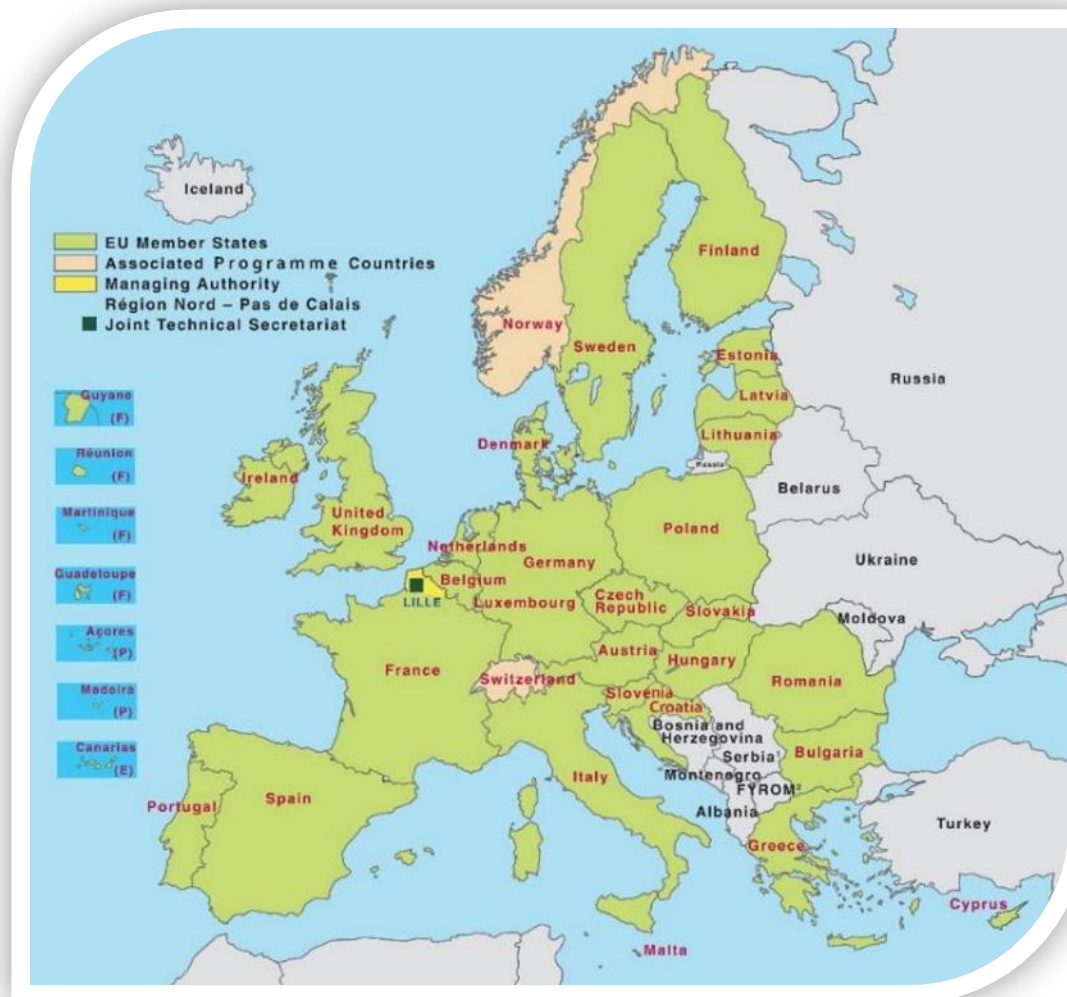 Iceland
EU Member States
Associated Programme Countries
Managing Authority
Région Nord – Pas de Calais
Joint Technical Secretariat
Finland
Norway
Sweden
Estonia
Russia
Latvia
Lithuania
Russia
Denmark
Belarus
Guyane
(F)
Réunion
(F)
Martinique
(F)
Guadeloupe
(F)
Açores
(P)
Madeira
(P)
Canarias
(E)
Ireland
United
Kingdom
Netherlands
Belgium
LILLE
Luxembourg
Germany
Poland
Ukraine
Czech
Republic
Slovakia
Moldova
Austria
Hungary
France
Switzerland
Romania
Slovenia
Croatia
Bosnia and
Herzegovina
Serbia¹
Bulgaria
Montenegro
FYROM²
Albania
Italy
Portugal
Spain
Greece
Turkey
Cyprus
Malta